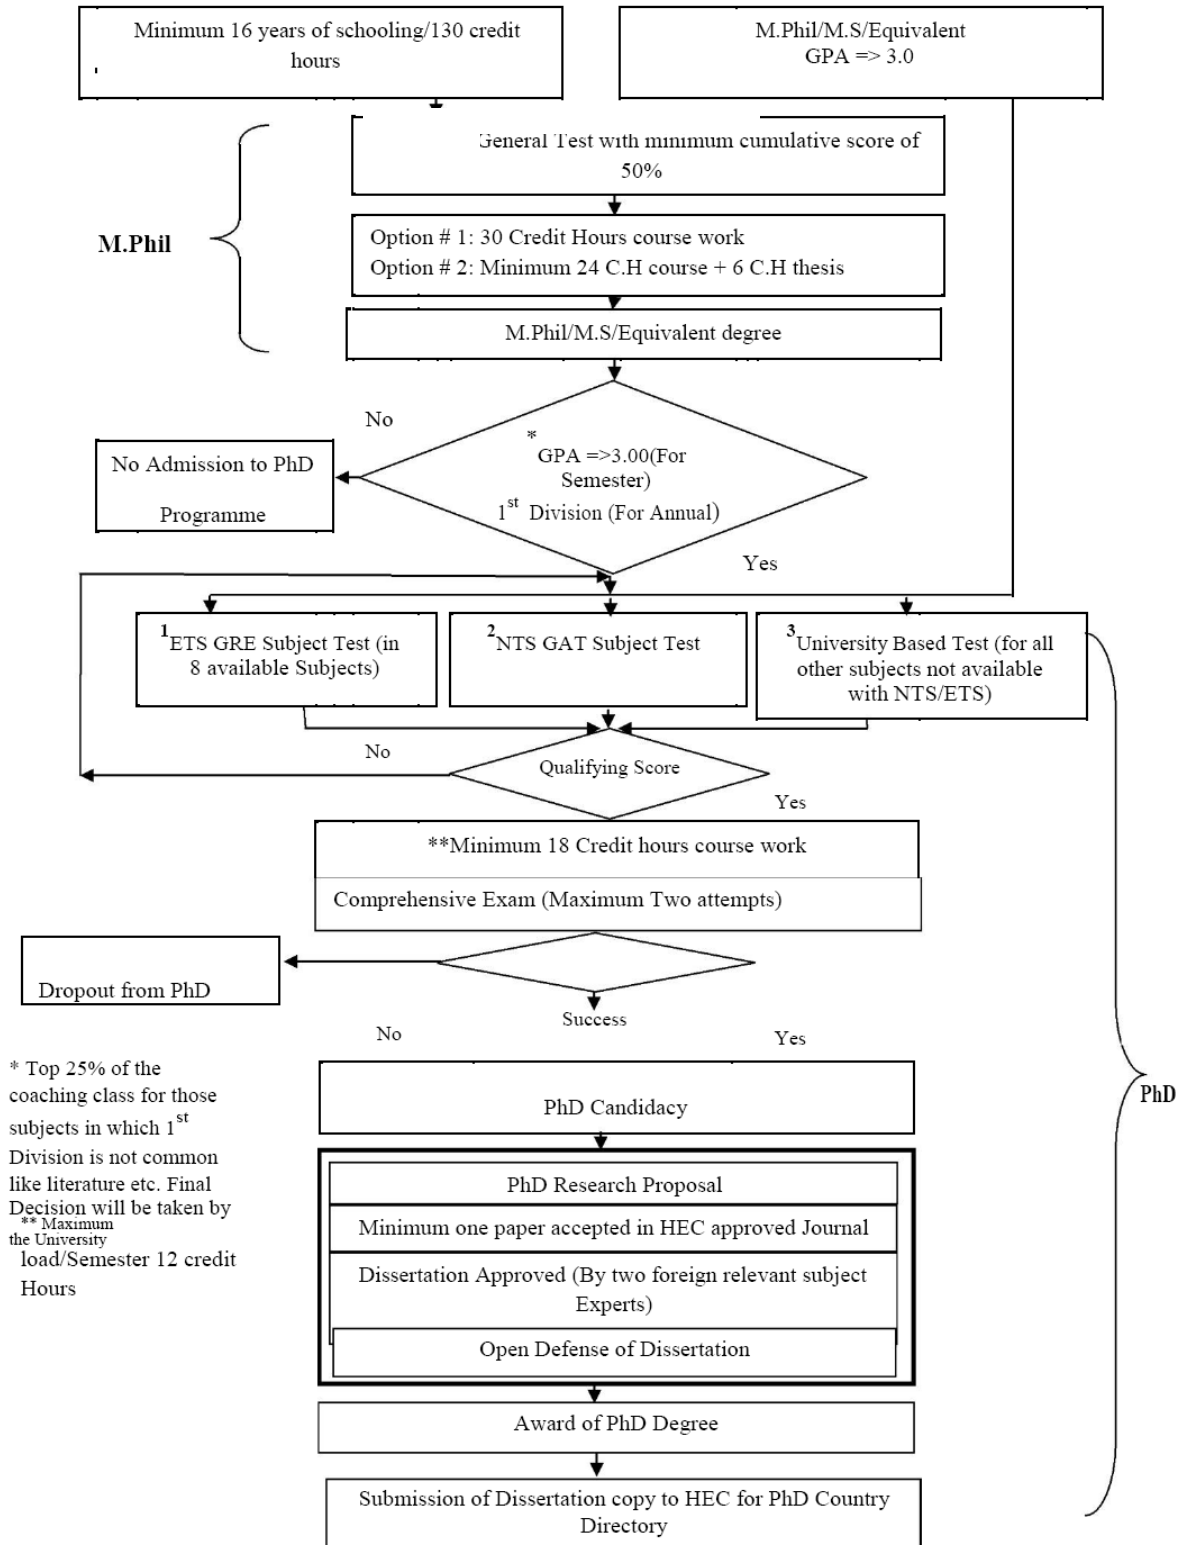 Minimum 16 years of schooling/130 credit
hours
M.Phil/M.S/Equivalent
GPA => 3.0
General Test with minimum cumulative score of
50%
M.Phil
Option # 1: 30 Credit Hours course work
Option # 2: Minimum 24 C.H course + 6 C.H thesis
M.Phil/M.S/Equivalent degree
No
* GPA =>3.00(For
Semester)
1st Division (For Annual)
No Admission to PhD
Programme
Yes
1 ETS GRE Subject Test (in
8 available Subjects)
2 NTS GAT Subject Test
3 University Based Test (for all
other subjects not available
with NTS/ETS)
No
Qualifying Score
Yes
**Minimum 18 Credit hours course work
Comprehensive Exam (Maximum Two attempts)
Dropout from PhD
Success
No
Yes
* Top 25% of the
coaching class for those
subjects in which 1st
Division is not common
like literature etc. Final
Decision will be taken by
the University
** Maximum
load/Semester 12 credit
Hours
PhD Candidacy
PhD
PhD Research Proposal
Minimum one paper accepted in HEC approved Journal
Dissertation Approved (By two foreign relevant subject
Experts)
Open Defense of Dissertation
Award of PhD Degree
Submission of Dissertation copy to HEC for PhD Country
Directory